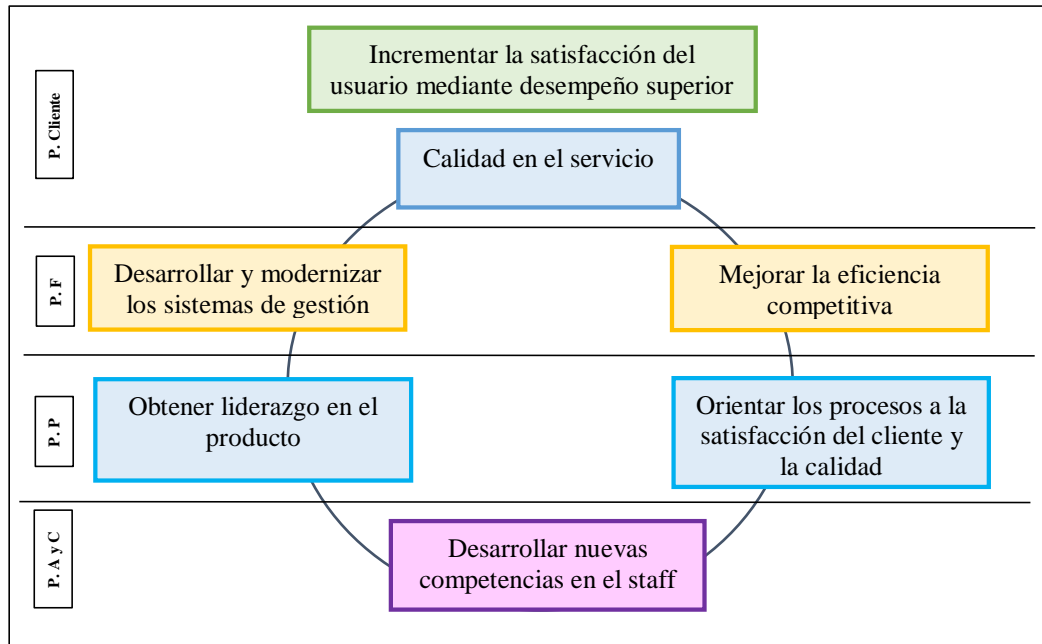 P. Cliente
Incrementar la satisfacción del
usuario mediante desempeño superior
Calidad en el servicio
P. F
Desarrollar y modernizar
los sistemas de gestión
Mejorar la eficiencia
competitiva
P. P
Obtener liderazgo en el
producto
Orientar los procesos a la
satisfacción del cliente y
la calidad
P. A y C
Desarrollar nuevas
competencias en el staff